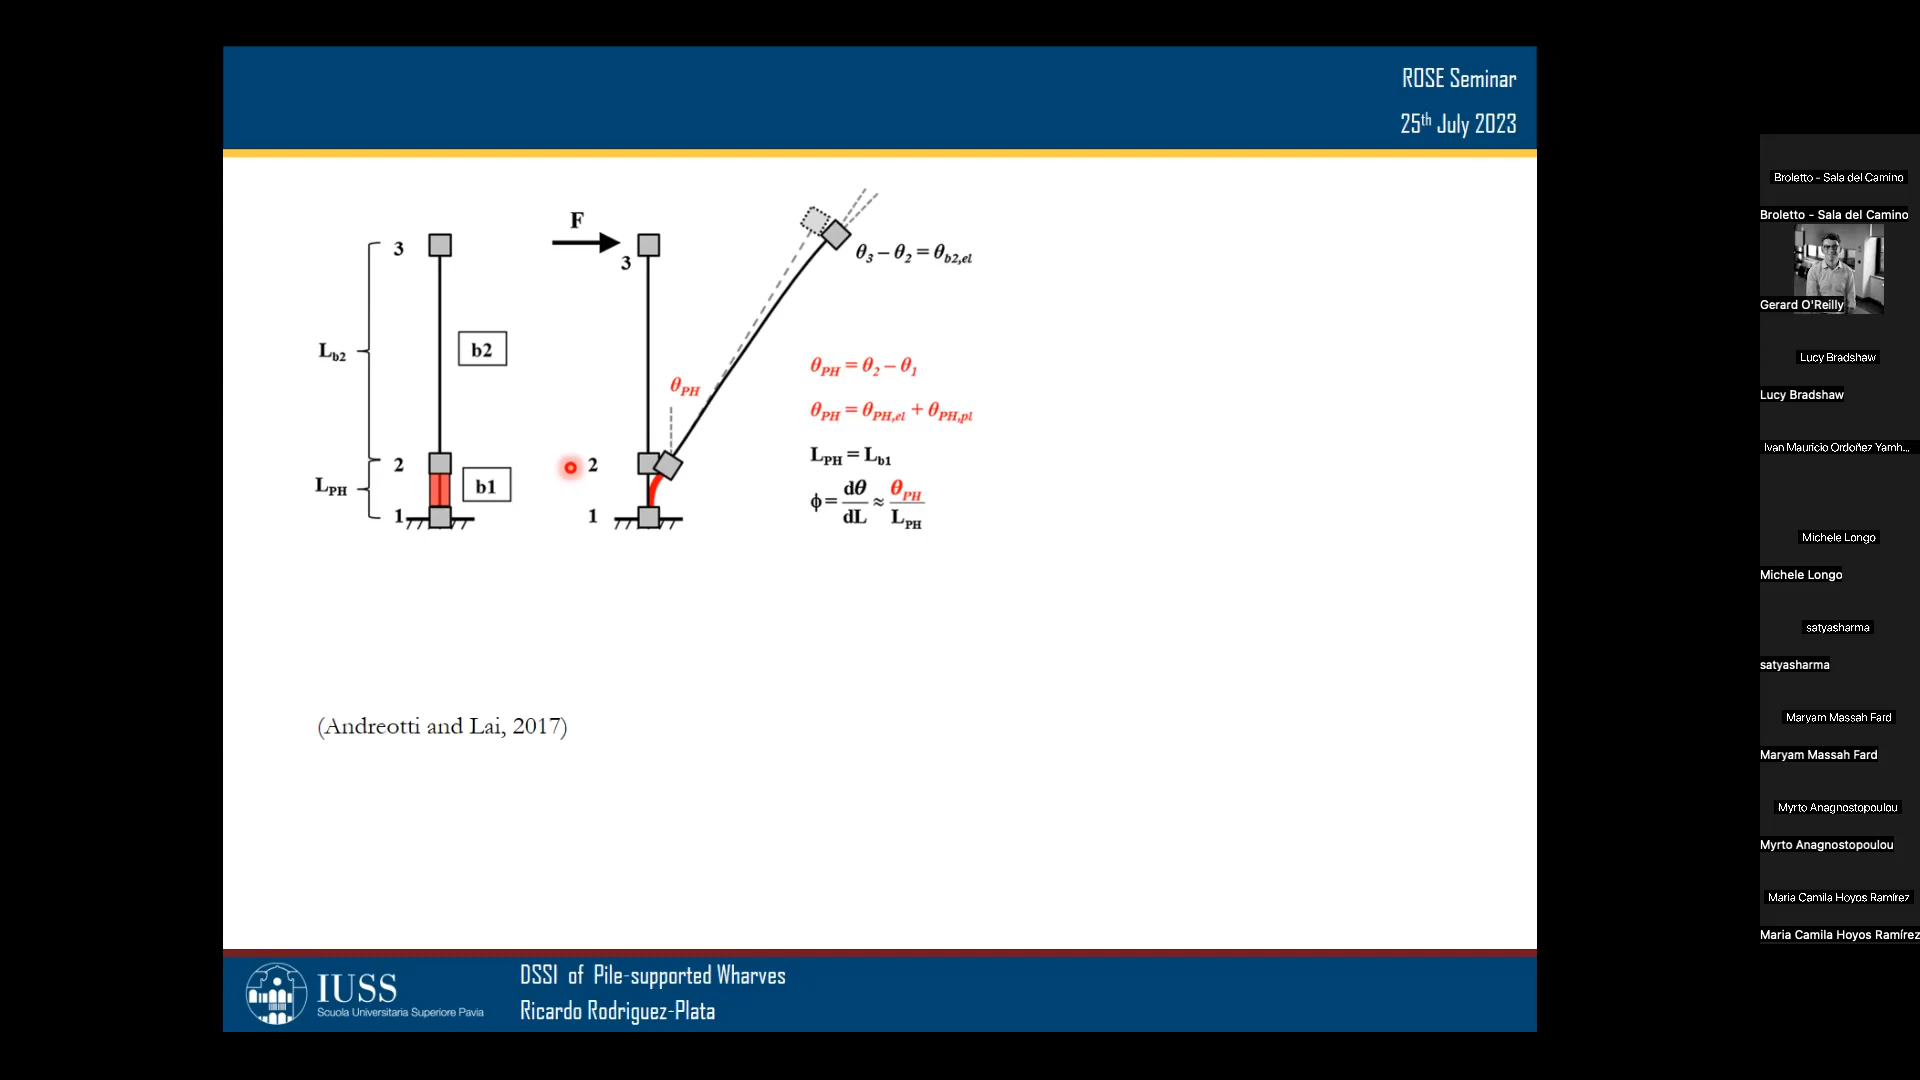 ROSE Seminar
25th July 2023
3
L_b2
b2
2
L_PH
b1
1
F
3
θ_PH
2
1
θ_3 – θ_2 = θ_b2,el
θ_PH = θ_2 – θ_1
θ_PH = θ_PH,el + θ_PH,pl
L_PH = L_b1
ϕ = dθ/dL ≈ θ_PH/L_PH
(Andreotti and Lai, 2017)
IUSS
Scuola Universitaria Superiore Pavia
DSSI of Pile-supported Wharves
Ricardo Rodriguez-Plata
Broletto - Sala del Camino
Broletto - Sala del Camino
Gerard O'Reilly
Lucy Bradshaw
Lucy Bradshaw
Ivan Mauricio Ordoñez Yamh...
Michele Longo
Michele Longo
satyasharma
satyasharma
Maryam Massah Fard
Maryam Massah Fard
Myrto Anagnostopoulou
Myrto Anagnostopoulou
Maria Camila Hoyos Ramírez
Maria Camila Hoyos Ramírez